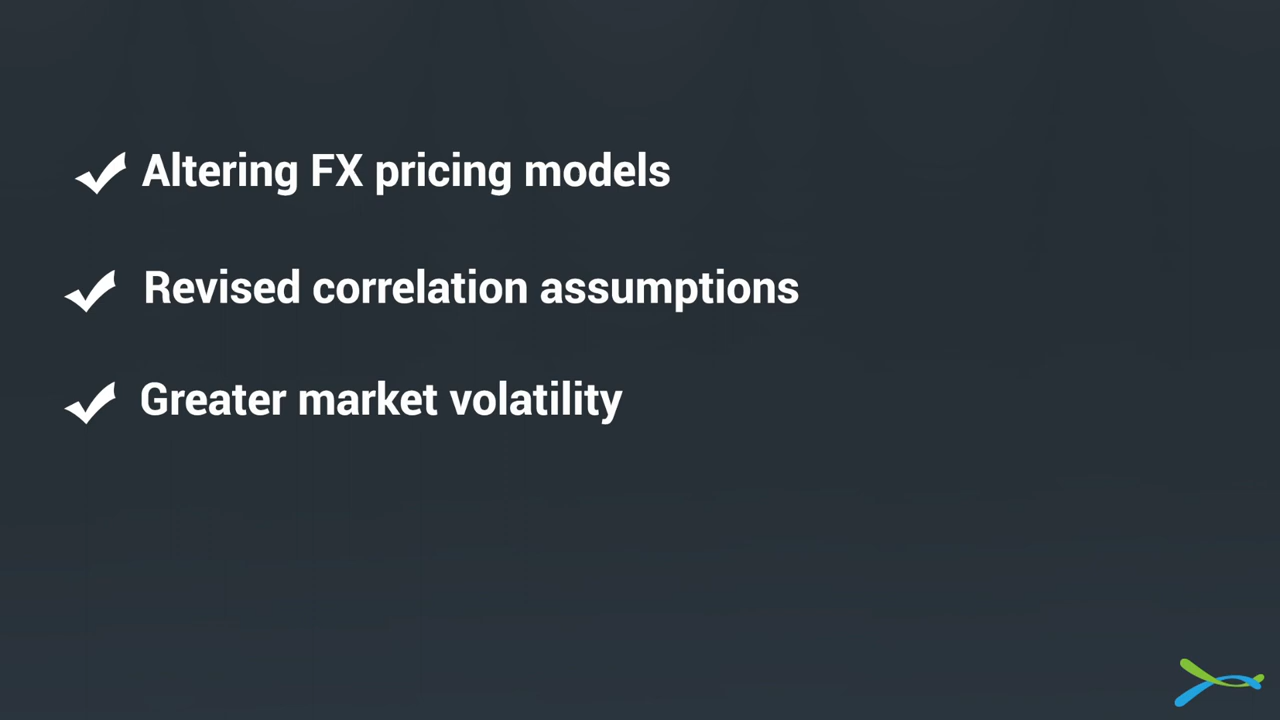 Altering FX pricing models
Revised correlation assumptions
Greater market volatility